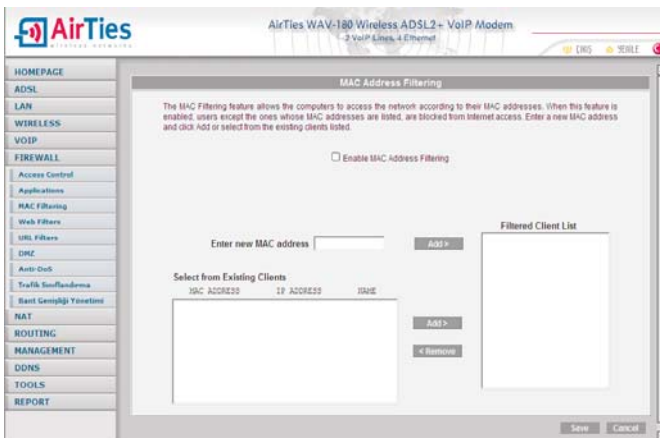 AirTies
wireless networks
AirTies WAV-180 Wireless ADSL2+ VoIP Modem
2 VoIP Lines, 4 Ethernet
ÇIKIŞ YENİLE
HOMEPAGE
ADSL
LAN
WIRELESS
VOIP
FIREWALL
Access Control
Applications
MAC Filtering
Web Filters
URL Filters
DMZ
Anti-DoS
Trafik Sınıflandırma
Bant Genişliği Yönetimi
NAT
ROUTING
MANAGEMENT
DDNS
TOOLS
REPORT
MAC Address Filtering
The MAC Filtering feature allows the computers to access the network according to their MAC addresses. When this feature is
enabled, users except the ones whose MAC addresses are listed, are blocked from Internet access. Enter a new MAC address
and click Add or select from the existing clients listed.
Enable MAC Address Filtering
Filtered Client List
Enter new MAC address
Add >
Select from Existing Clients
MAC ADDRESS IP ADDRESS NAME
Add >
< Remove
Save Cancel